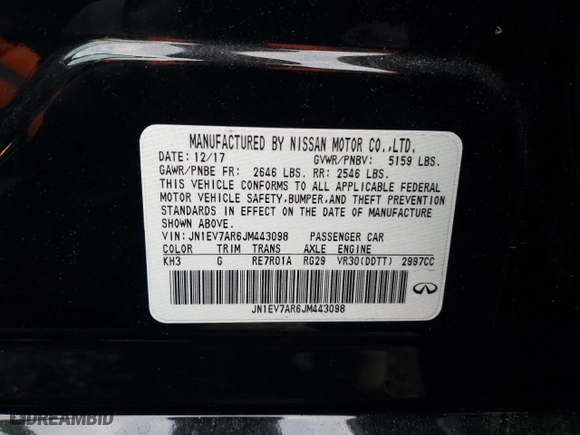 MANUFACTURED BY NISSAN MOTOR CO.,LTD.
DATE: 12/17 GVWR/PNBV: 5159 LBS.
GAWR/PNBE FR: 2646 LBS. RR: 2546 LBS.
THIS VEHICLE CONFORMS TO ALL APPLICABLE FEDERAL
MOTOR VEHICLE SAFETY,BUMPER,AND THEFT PREVENTION
STANDARDS IN EFFECT ON THE DATE OF MANUFACTURE
SHOWN ABOVE.
VIN: JN1EV7AR6JM443098 PASSENGER CAR
COLOR TRIM TRANS AXLE ENGINE
KH3 G RE7R01A RG29 VR30(DDTT) 2997CC
JN1EV7AR6JM443098
DREAMBID